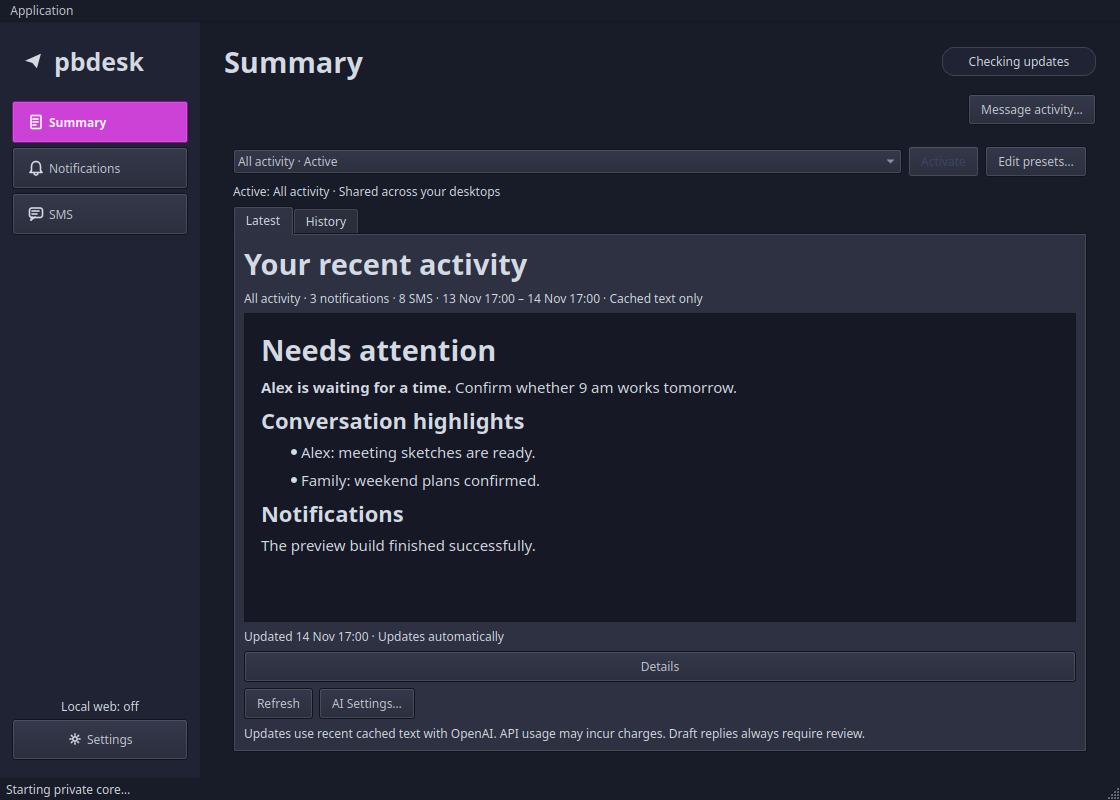 Application
pbdesk
Summary
Checking updates
Message activity...
Summary
Notifications
SMS
All activity · Active
Activate
Edit presets...
Active: All activity · Shared across your desktops
Latest
History
Your recent activity
All activity · 3 notifications · 8 SMS · 13 Nov 17:00 – 14 Nov 17:00 · Cached text only
Needs attention
Alex is waiting for a time. Confirm whether 9 am works tomorrow.
Conversation highlights
• Alex: meeting sketches are ready.
• Family: weekend plans confirmed.
Notifications
The preview build finished successfully.
Updated 14 Nov 17:00 · Updates automatically
Details
Refresh
AI Settings...
Updates use recent cached text with OpenAI. API usage may incur charges. Draft replies always require review.
Local web: off
Settings
Starting private core...